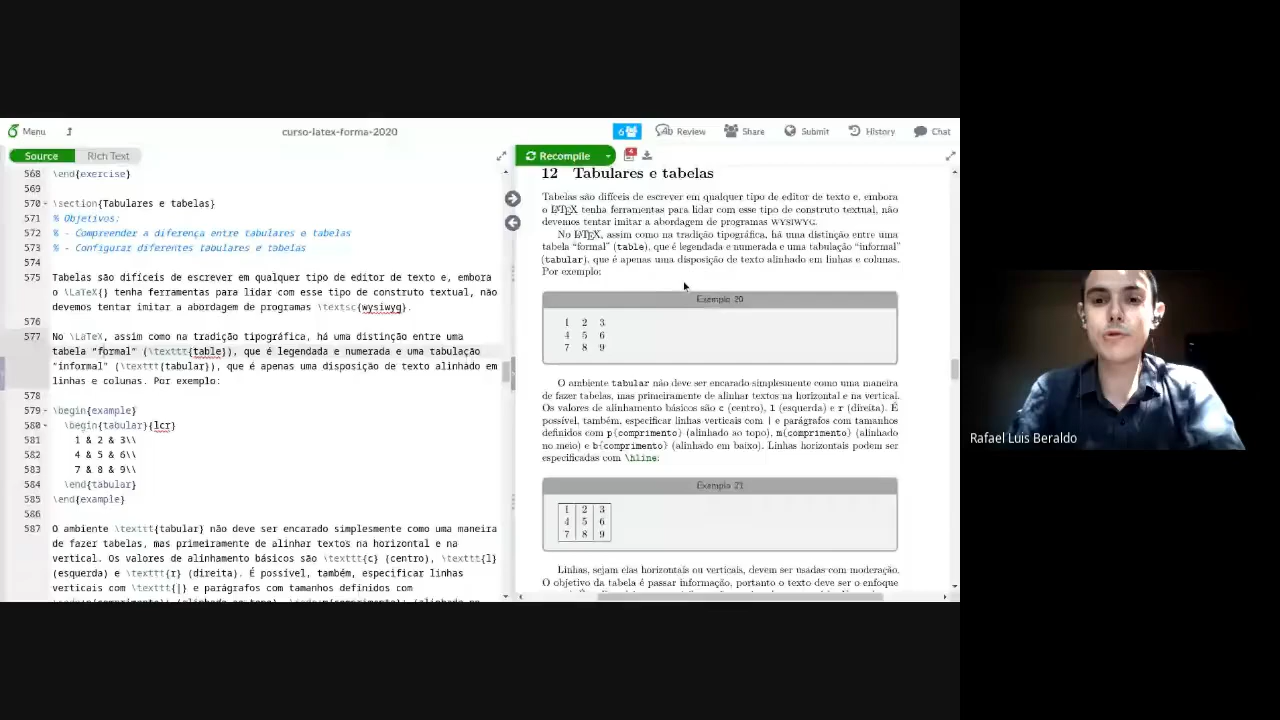 Menu
curso-latex-forma-2020
6
Review
Share
Submit
History
Chat
Source
Rich Text
568 \end{exercise}
569
570 \section{Tabulares e tabelas}
571 % Objetivos:
572 % - Compreender a diferença entre tabulares e tabelas
573 % - Configurar diferentes tabulares e tabelas
574
575 Tabelas são difíceis de escrever em qualquer tipo de editor de texto e, embora
o \LaTeX{} tenha ferramentas para lidar com esse tipo de construto textual, não
devemos tentar imitar a abordagem de programas \textsc{wysiwyg}.
576
577 No \LaTeX, assim como na tradição tipográfica, há uma distinção entre uma
tabela “formal” (\texttt{table}), que é legendada e numerada e uma tabulação
“informal” (\texttt{tabular}), que é apenas uma disposição de texto alinhado em
linhas e colunas. Por exemplo:
578
579 \begin{example}
580 \begin{tabular}{lcr}
581 1 & 2 & 3\\
582 4 & 5 & 6\\
583 7 & 8 & 9\\
584 \end{tabular}
585 \end{example}
586
587 O ambiente \texttt{tabular} não deve ser encarado simplesmente como uma maneira
de fazer tabelas, mas primeiramente de alinhar textos na horizontal e na
vertical. Os valores de alinhamento básicos são \texttt{c} (centro), \texttt{l}
(esquerda) e \texttt{r} (direita). É possível, também, especificar linhas
verticais com \texttt{|} e parágrafos com tamanhos definidos com
Recompile
4
12 Tabulares e tabelas
Tabelas são difíceis de escrever em qualquer tipo de editor de texto e, embora
o LATEX tenha ferramentas para lidar com esse tipo de construto textual, não
devemos tentar imitar a abordagem de programas WYSIWYG.
No LATEX, assim como na tradição tipográfica, há uma distinção entre uma
tabela “formal” (table), que é legendada e numerada e uma tabulação “informal”
(tabular), que é apenas uma disposição de texto alinhado em linhas e colunas.
Por exemplo:
Exemplo 20
1 2 3
4 5 6
7 8 9
O ambiente tabular não deve ser encarado simplesmente como uma maneira
de fazer tabelas, mas primeiramente de alinhar textos na horizontal e na vertical.
Os valores de alinhamento básicos são c (centro), l (esquerda) e r (direita). É
possível, também, especificar linhas verticais com | e parágrafos com tamanhos
definidos com p{comprimento} (alinhado ao topo), m{comprimento} (alinhado
no meio) e b{comprimento} (alinhado em baixo). Linhas horizontais podem ser
especificadas com \hline:
Exemplo 21
1 2 3
4 5 6
7 8 9
Linhas, sejam elas horizontais ou verticais, devem ser usadas com moderação.
O objetivo da tabela é passar informação, portanto o texto deve ser o enfoque
Rafael Luis Beraldo